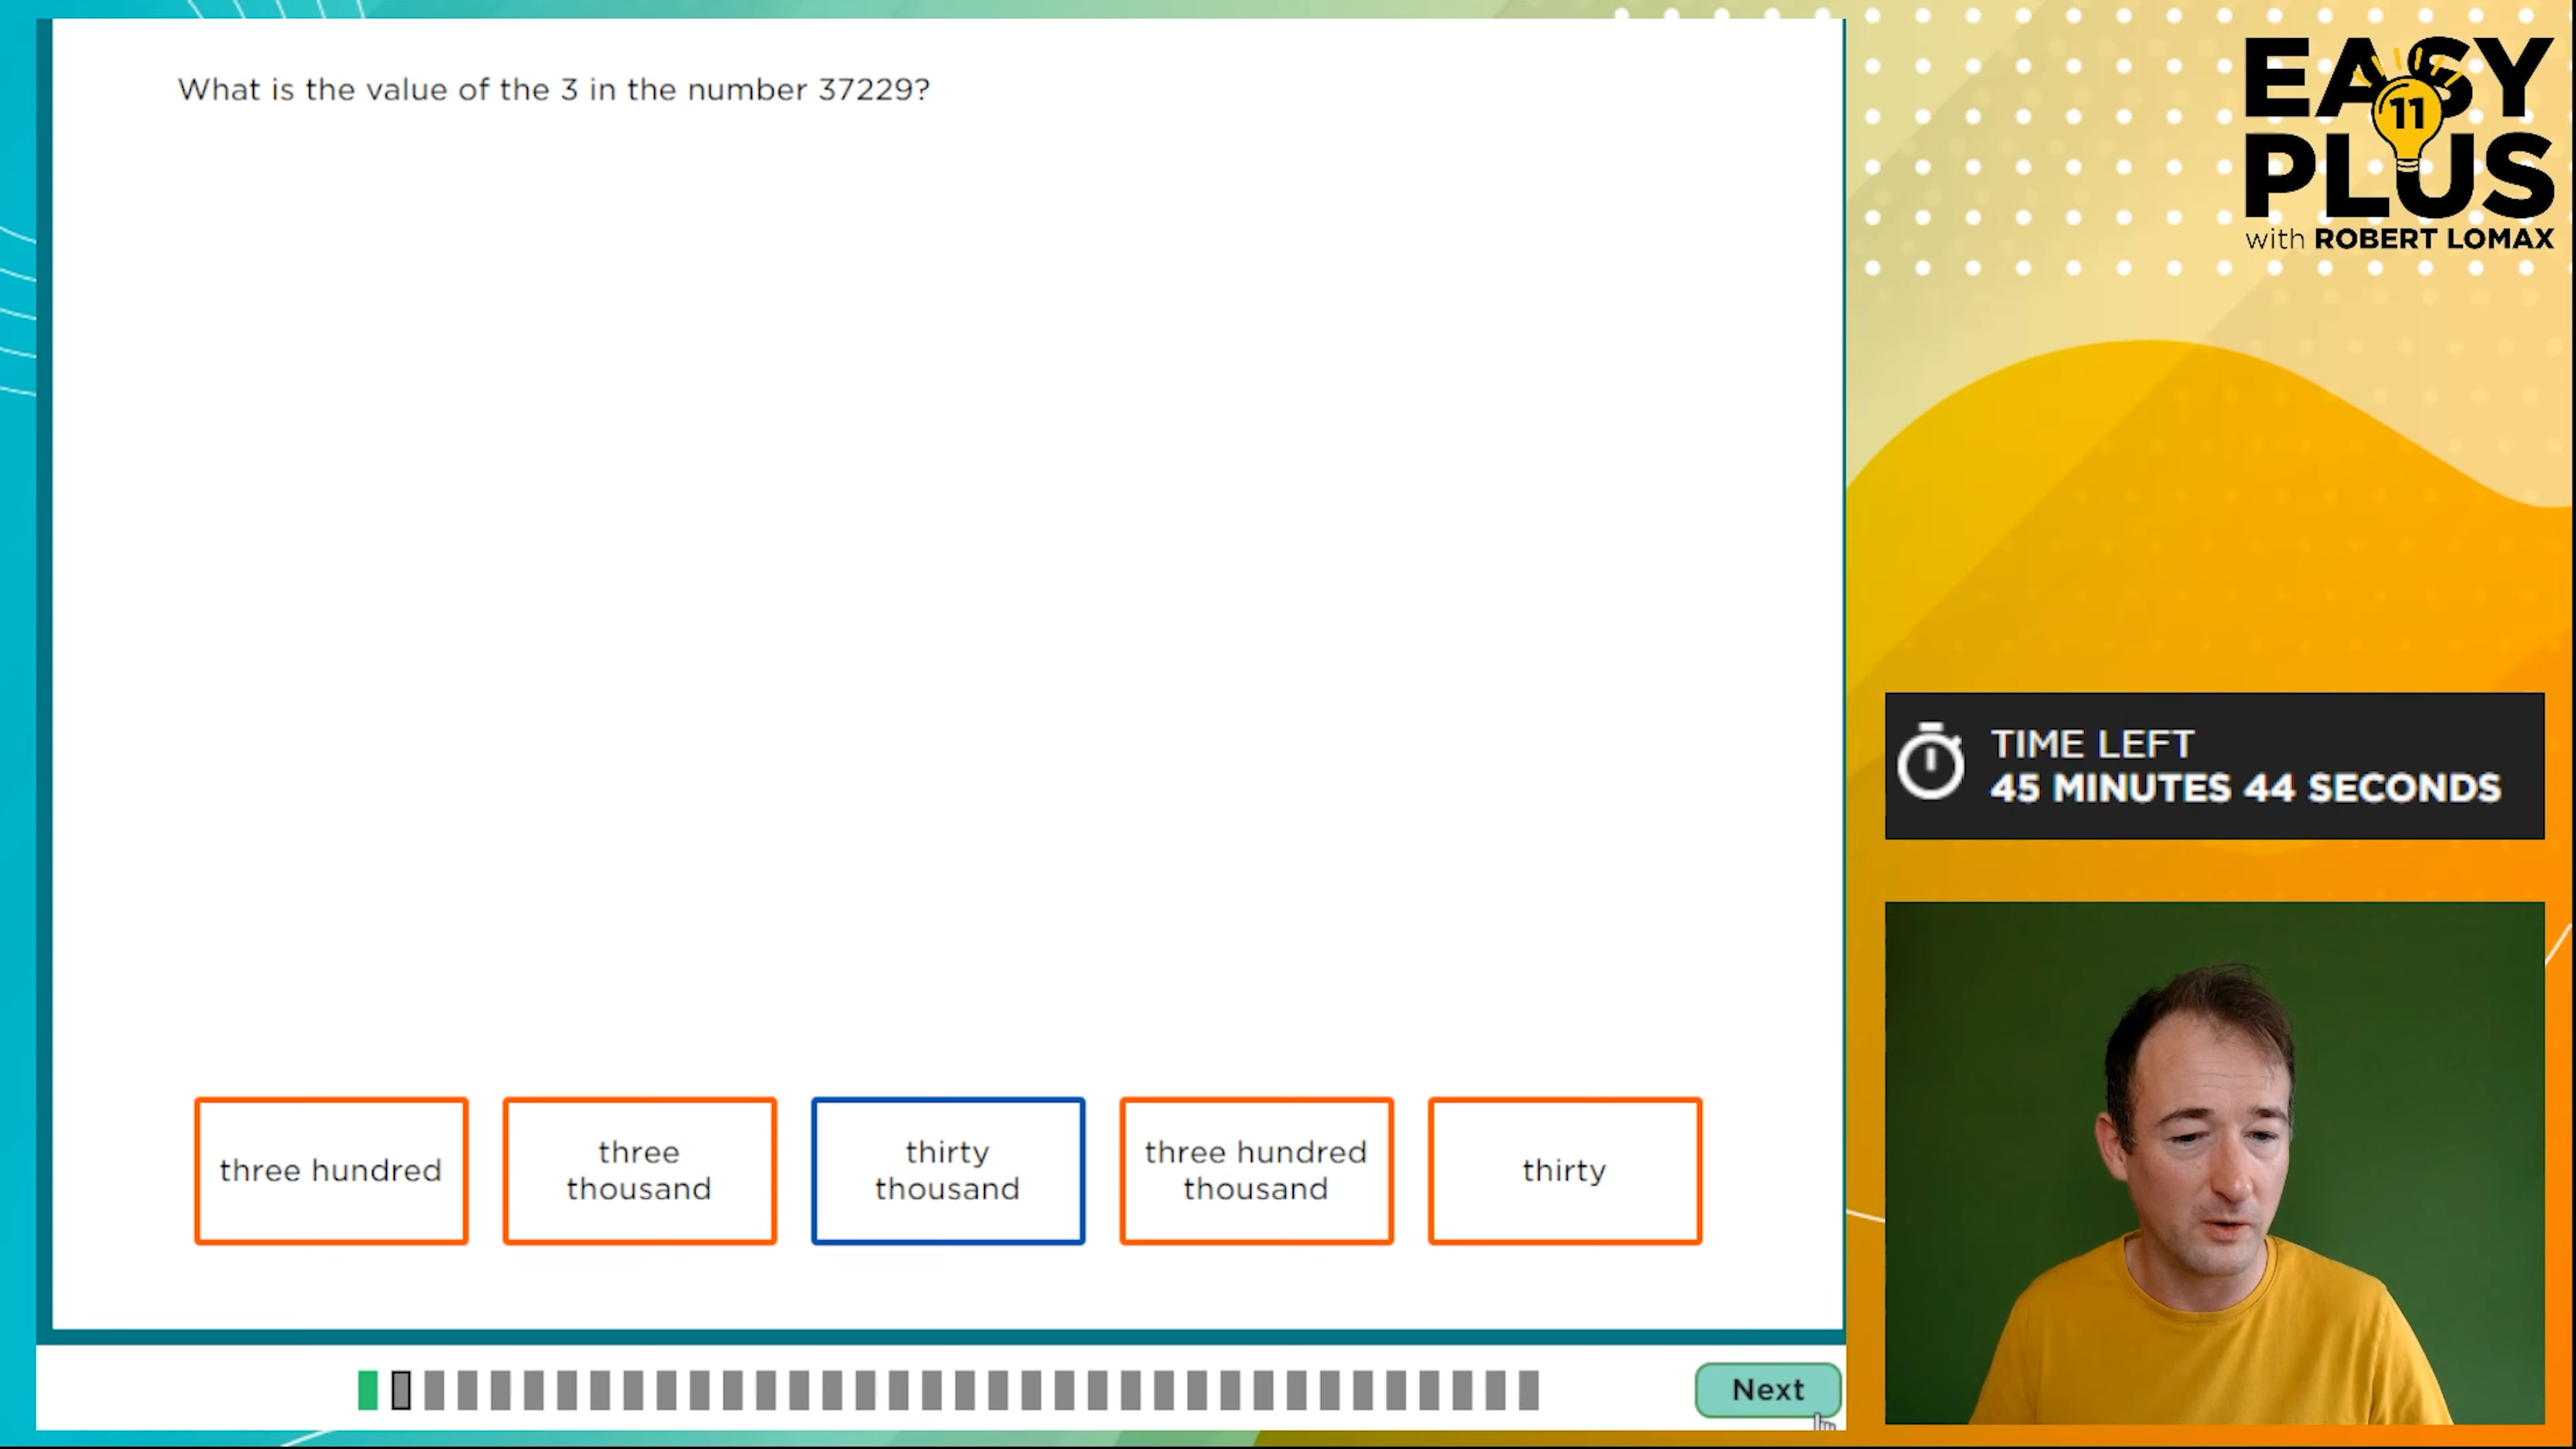 What is the value of the 3 in the number 37229?
EASY
11
PLUS
with ROBERT LOMAX
TIME LEFT
45 MINUTES 44 SECONDS
three hundred
three
thousand
thirty
thousand
three hundred
thousand
thirty
Next